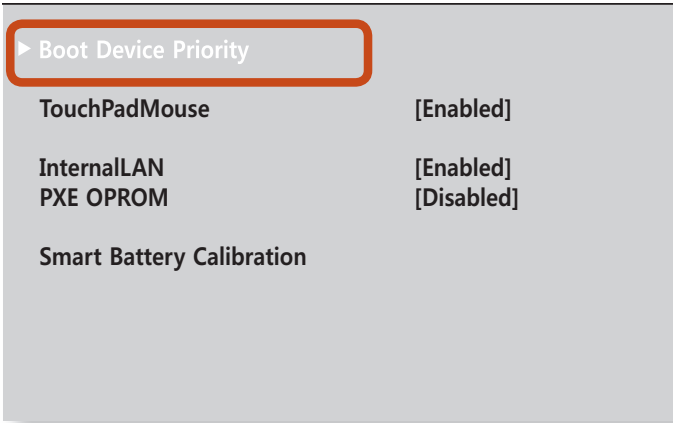 Boot Device Priority
TouchPadMouse [Enabled]
InternalLAN [Enabled]
PXE OPROM [Disabled]
Smart Battery Calibration